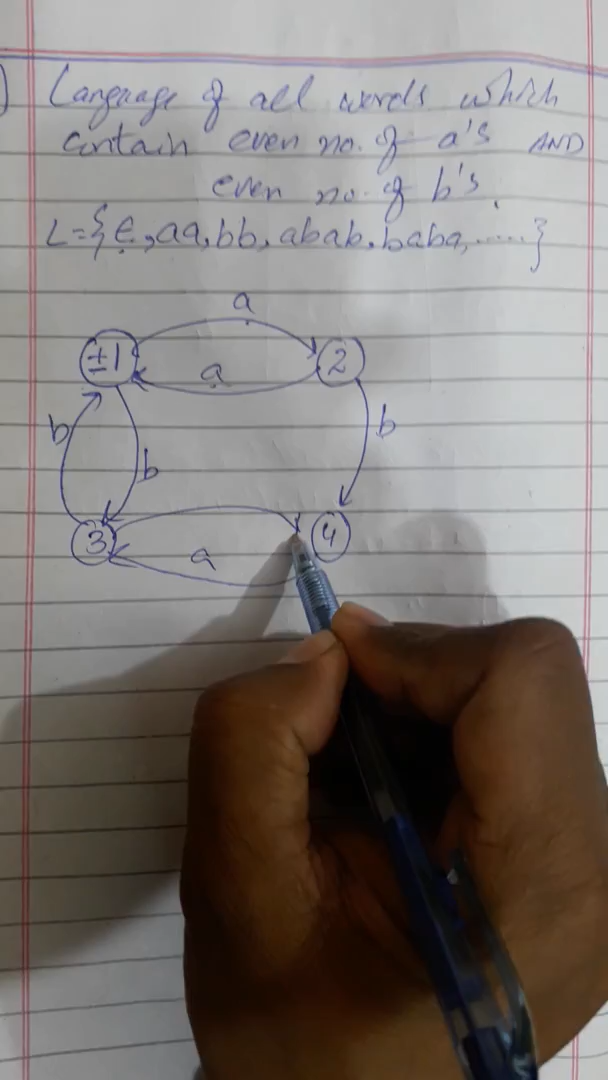 )
Language of all words which
contain even no. of a's AND
even no. of b's.
L={ϵ,aa,bb,abab,baba,.....}
a
±1
2
a
b
b
b
3
4
a